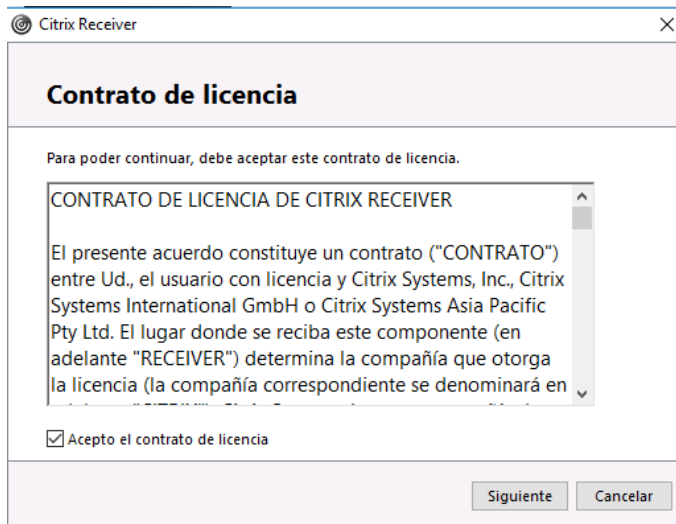 Citrix Receiver
Contrato de licencia
Para poder continuar, debe aceptar este contrato de licencia.
CONTRATO DE LICENCIA DE CITRIX RECEIVER
El presente acuerdo constituye un contrato ("CONTRATO")
entre Ud., el usuario con licencia y Citrix Systems, Inc., Citrix
Systems International GmbH o Citrix Systems Asia Pacific
Pty Ltd. El lugar donde se reciba este componente (en
adelante "RECEIVER") determina la compañía que otorga
la licencia (la compañía correspondiente se denominará en
Acepto el contrato de licencia
Siguiente
Cancelar